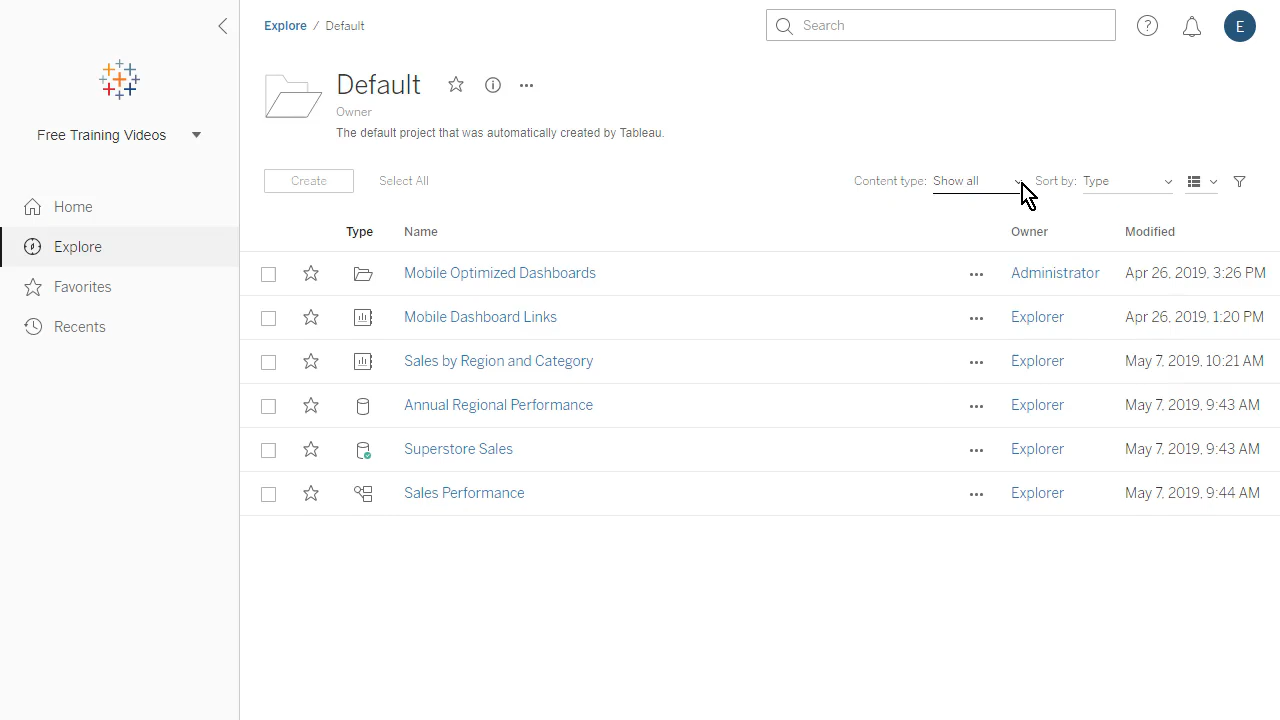 Explore / Default
Search
E
Default
Owner
The default project that was automatically created by Tableau.
Free Training Videos
Home
Explore
Favorites
Recents
Create Select All Content type: Show all Sort by: Type
Type Name Owner Modified
Mobile Optimized Dashboards Administrator Apr 26, 2019, 3:26 PM
Mobile Dashboard Links Explorer Apr 26, 2019, 1:20 PM
Sales by Region and Category Explorer May 7, 2019, 10:21 AM
Annual Regional Performance Explorer May 7, 2019, 9:43 AM
Superstore Sales Explorer May 7, 2019, 9:43 AM
Sales Performance Explorer May 7, 2019, 9:44 AM